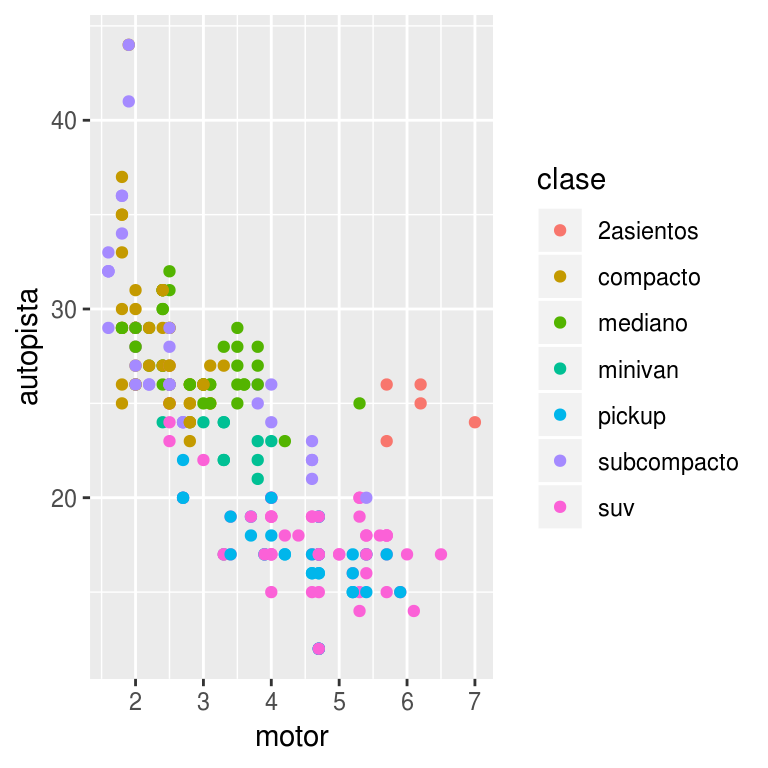 autopista
40
30
20
2 3 4 5 6 7
motor
clase
2asientos
compacto
mediano
minivan
pickup
subcompacto
suv